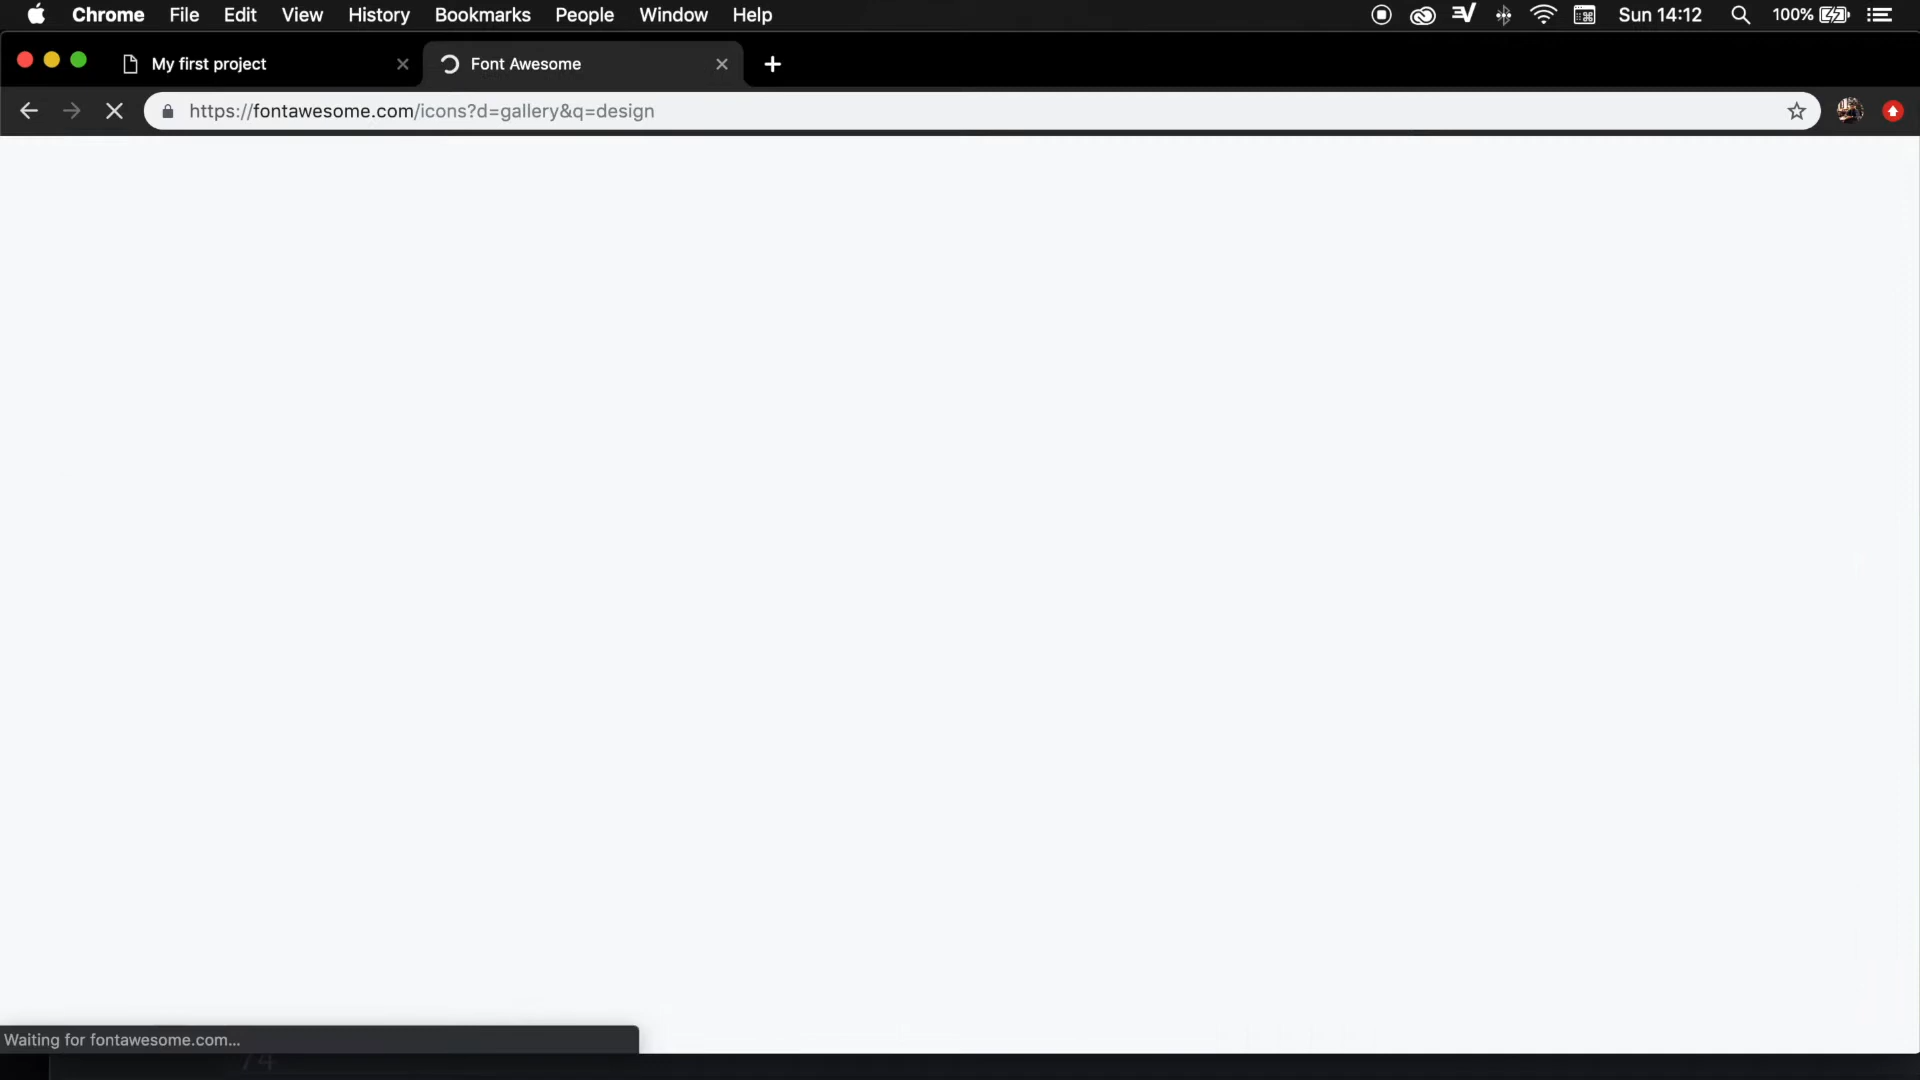 Chrome File Edit View History Bookmarks People Window Help Sun 14:12 100%
My first project Font Awesome
https://fontawesome.com/icons?d=gallery&q=design
Waiting for fontawesome.com...
74